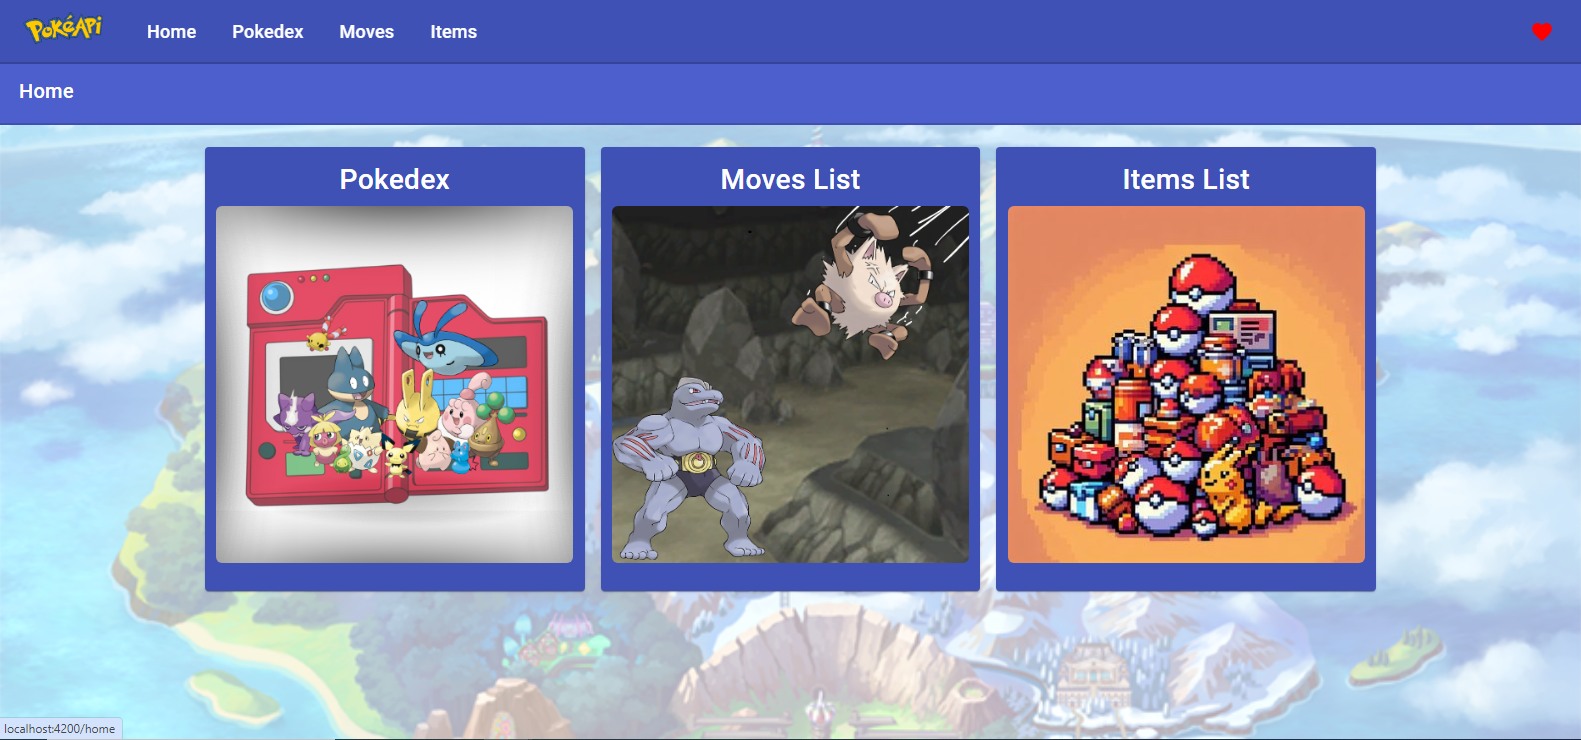 PokéAPi
Home Pokedex Moves Items
Home
Pokedex
Moves List
Items List
localhost:4200/home